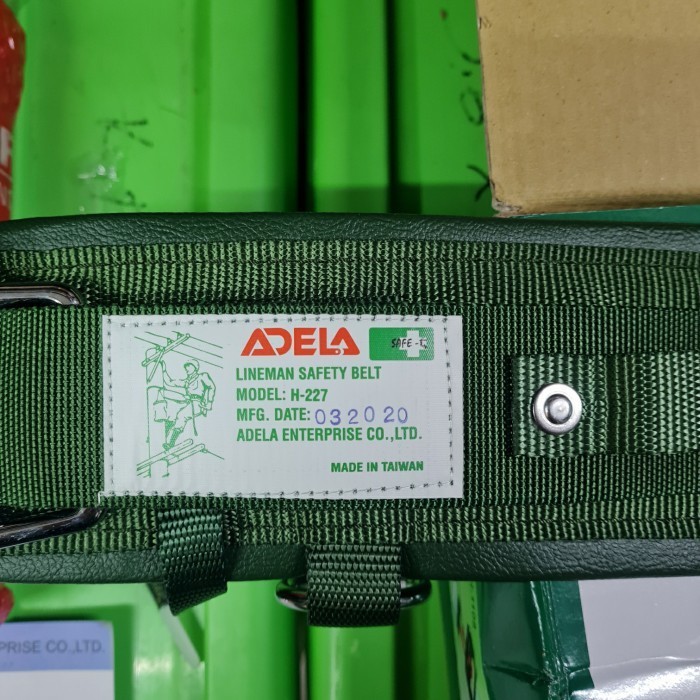 ADELA
SAFE-T
LINEMAN SAFETY BELT
MODEL: H-227
MFG. DATE: 032020
ADELA ENTERPRISE CO.,LTD.
MADE IN TAIWAN
PRISE CO.,LTD.